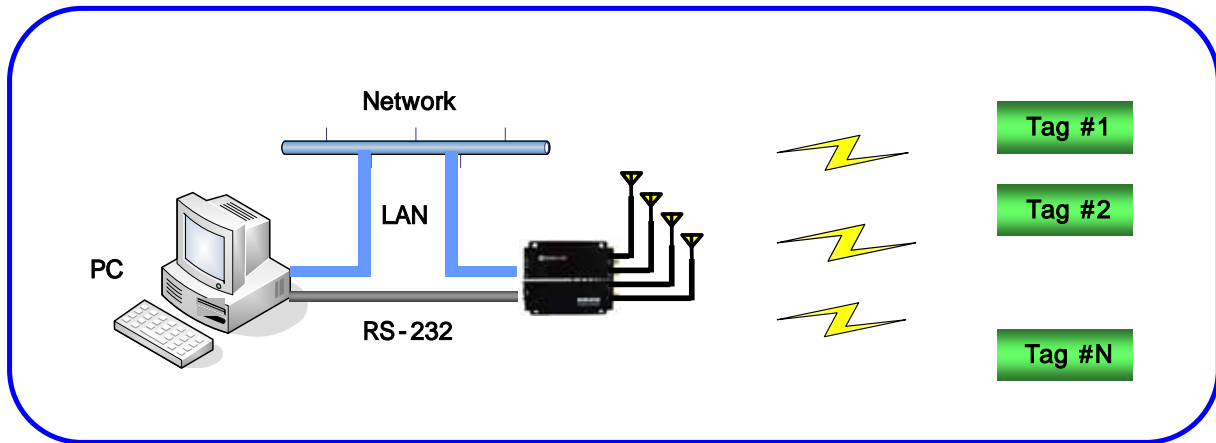 Network
Tag #1
Tag #2
LAN
PC
RS-232
Tag #N